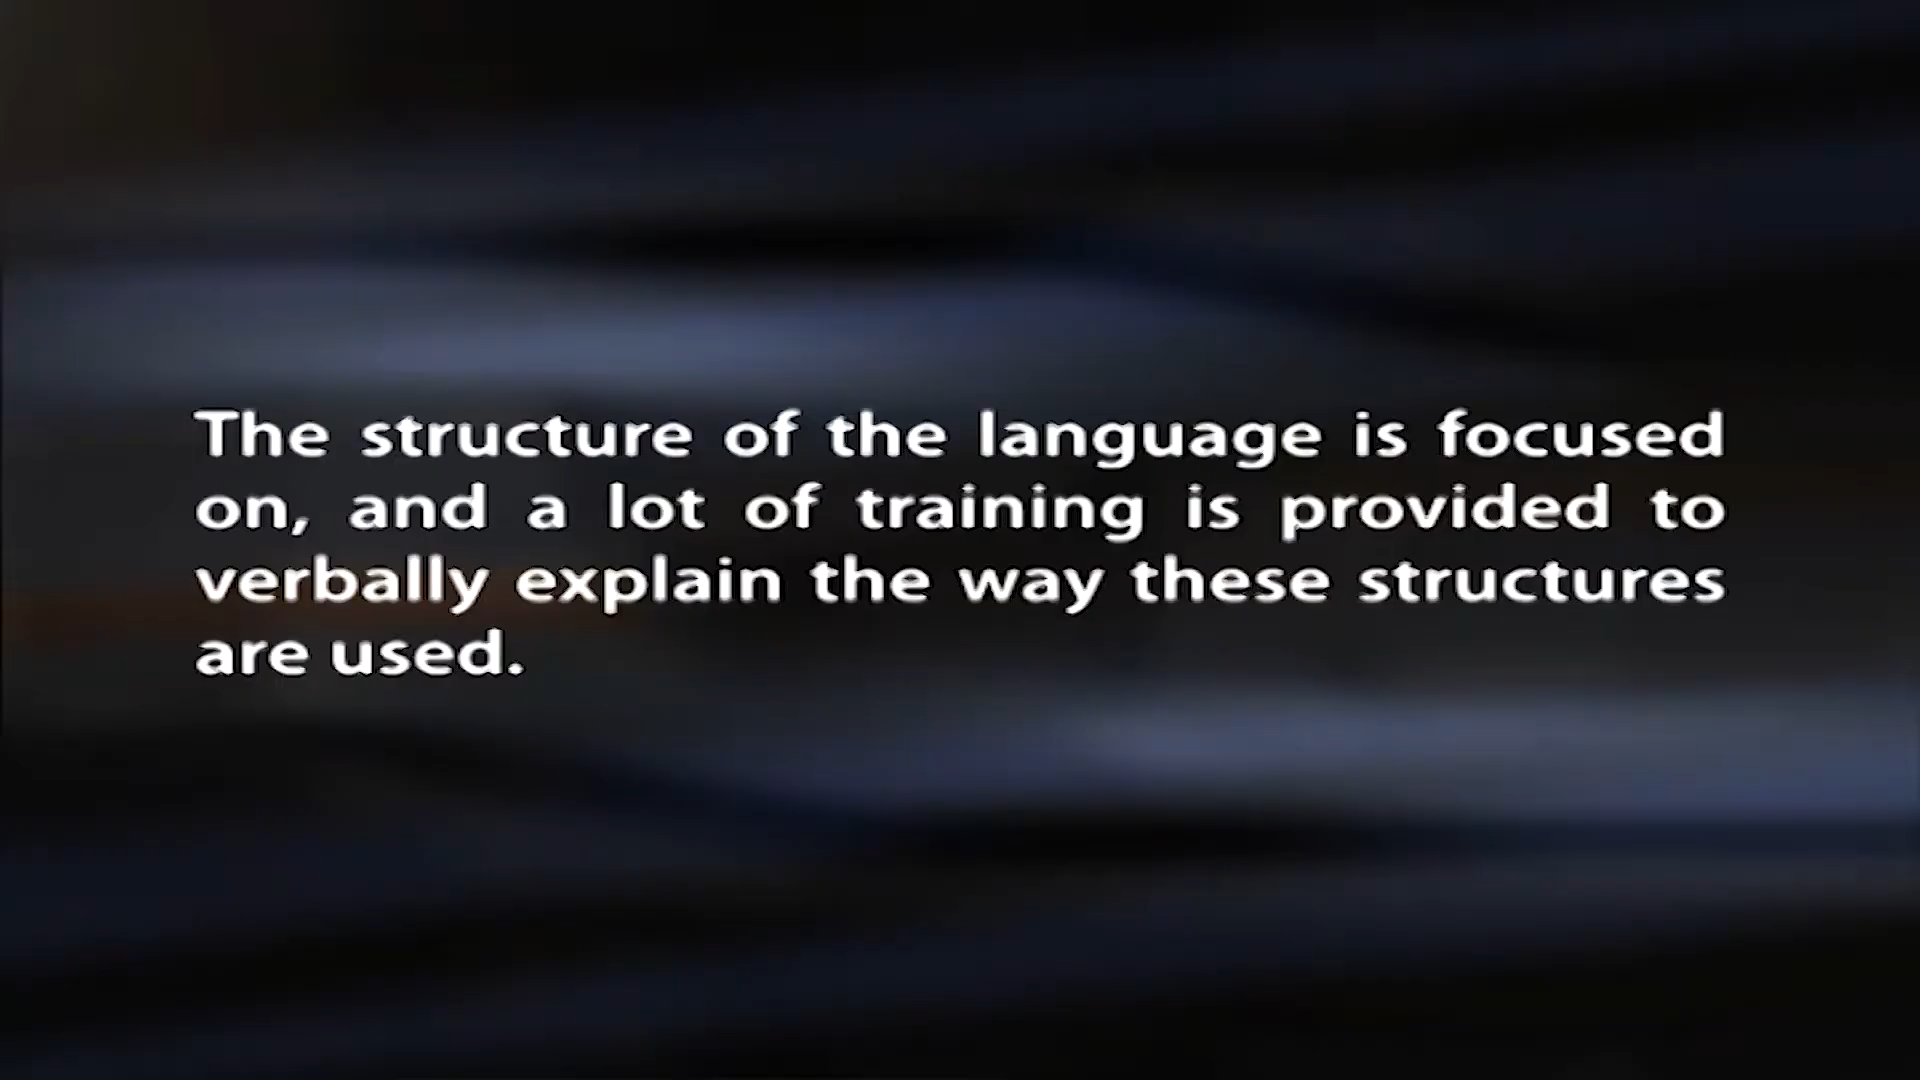 The structure of the language is focused
on, and a lot of training is provided to
verbally explain the way these structures
are used.